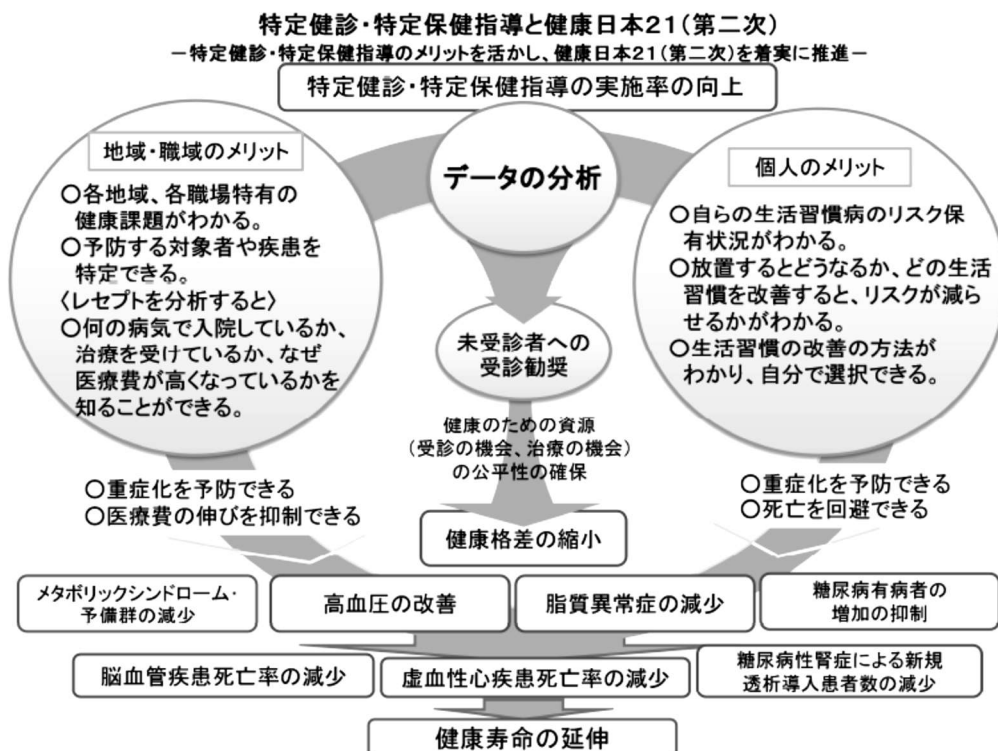 特定健診・特定保健指導と健康日本21(第二次)
－特定健診・特定保健指導のメリットを活かし、健康日本21(第二次)を着実に推進－
特定健診・特定保健指導の実施率の向上
地域・職域のメリット
○各地域、各職場特有の
健康課題がわかる。
○予防する対象者や疾患を
特定できる。
〈レセプトを分析すると〉
○何の病気で入院しているか、
治療を受けているか、なぜ
医療費が高くなっているかを
知ることができる。
○重症化を予防できる
○医療費の伸びを抑制できる
データの分析
未受診者への
受診勧奨
健康のための資源
(受診の機会、治療の機会)
の公平性の確保
健康格差の縮小
個人のメリット
○自らの生活習慣病のリスク保
有状況がわかる。
○放置するとどうなるか、どの生活
習慣を改善すると、リスクが減ら
せるかがわかる。
○生活習慣の改善の方法が
わかり、自分で選択できる。
○重症化を予防できる
○死亡を回避できる
メタボリックシンドローム・
予備群の減少
高血圧の改善
脂質異常症の減少
糖尿病有病者の
増加の抑制
脳血管疾患死亡率の減少
虚血性心疾患死亡率の減少
糖尿病性腎症による新規
透析導入患者数の減少
健康寿命の延伸